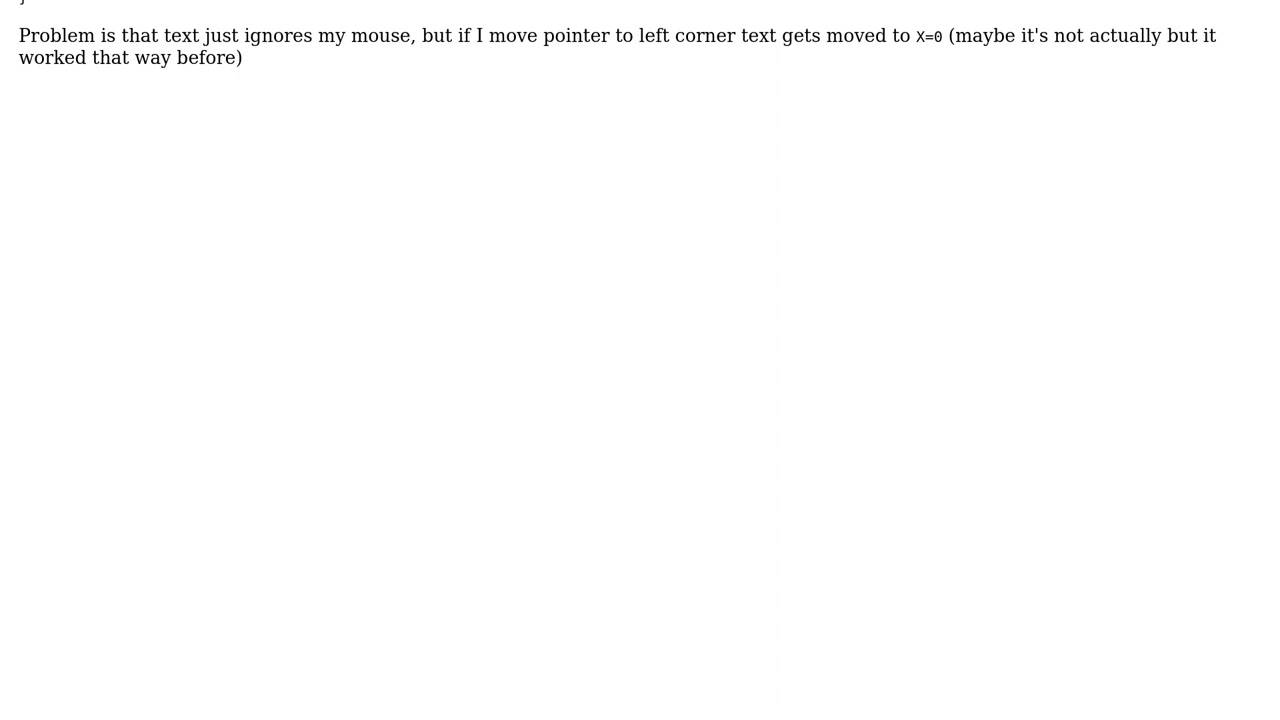 }
Problem is that text just ignores my mouse, but if I move pointer to left corner text gets moved to X=0 (maybe it's not actually but it
worked that way before)